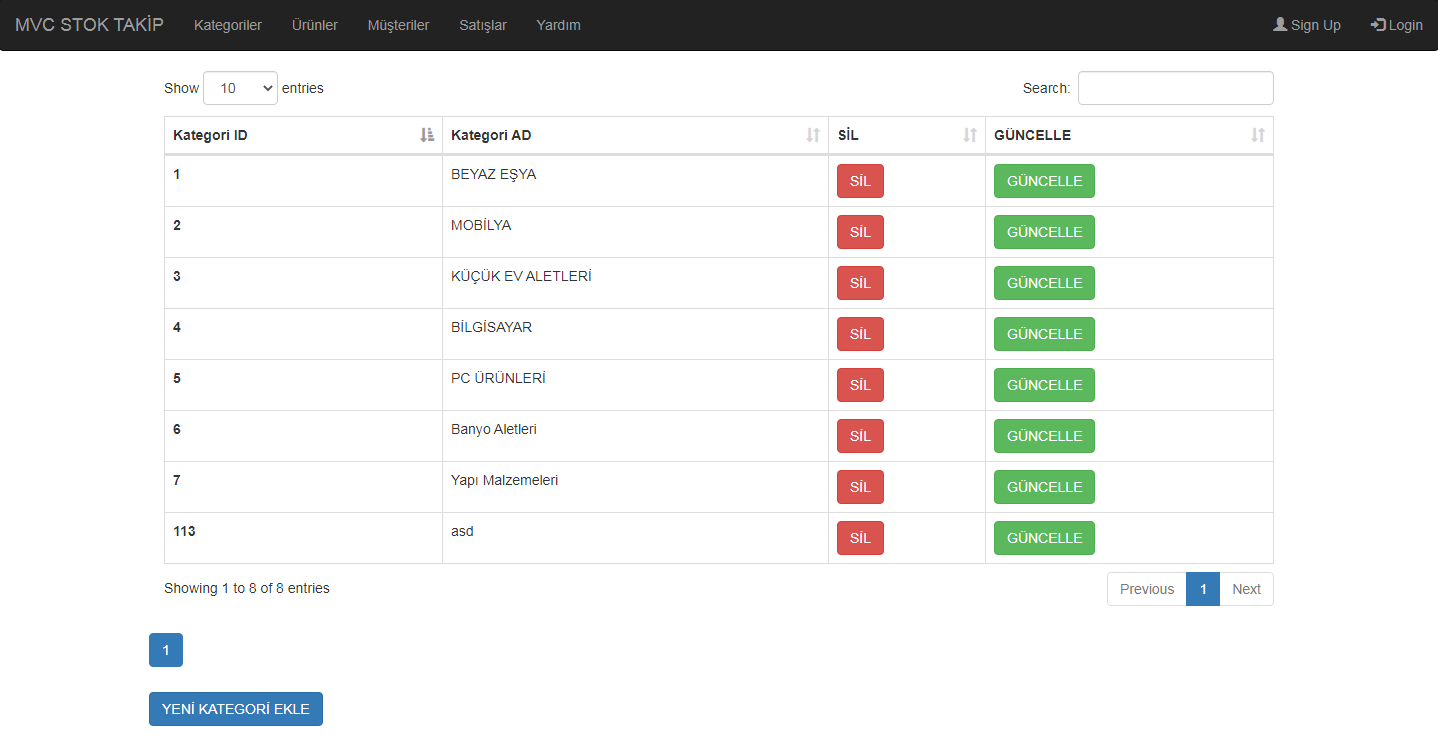 MVC STOK TAKİP Kategoriler Ürünler Müşteriler Satışlar Yardım Sign Up Login
Show 10 entries Search:
Kategori ID Kategori AD SİL GÜNCELLE
1 BEYAZ EŞYA SİL GÜNCELLE
2 MOBİLYA SİL GÜNCELLE
3 KÜÇÜK EV ALETLERİ SİL GÜNCELLE
4 BİLGİSAYAR SİL GÜNCELLE
5 PC ÜRÜNLERİ SİL GÜNCELLE
6 Banyo Aletleri SİL GÜNCELLE
7 Yapı Malzemeleri SİL GÜNCELLE
113 asd SİL GÜNCELLE
Showing 1 to 8 of 8 entries Previous 1 Next
1
YENİ KATEGORİ EKLE